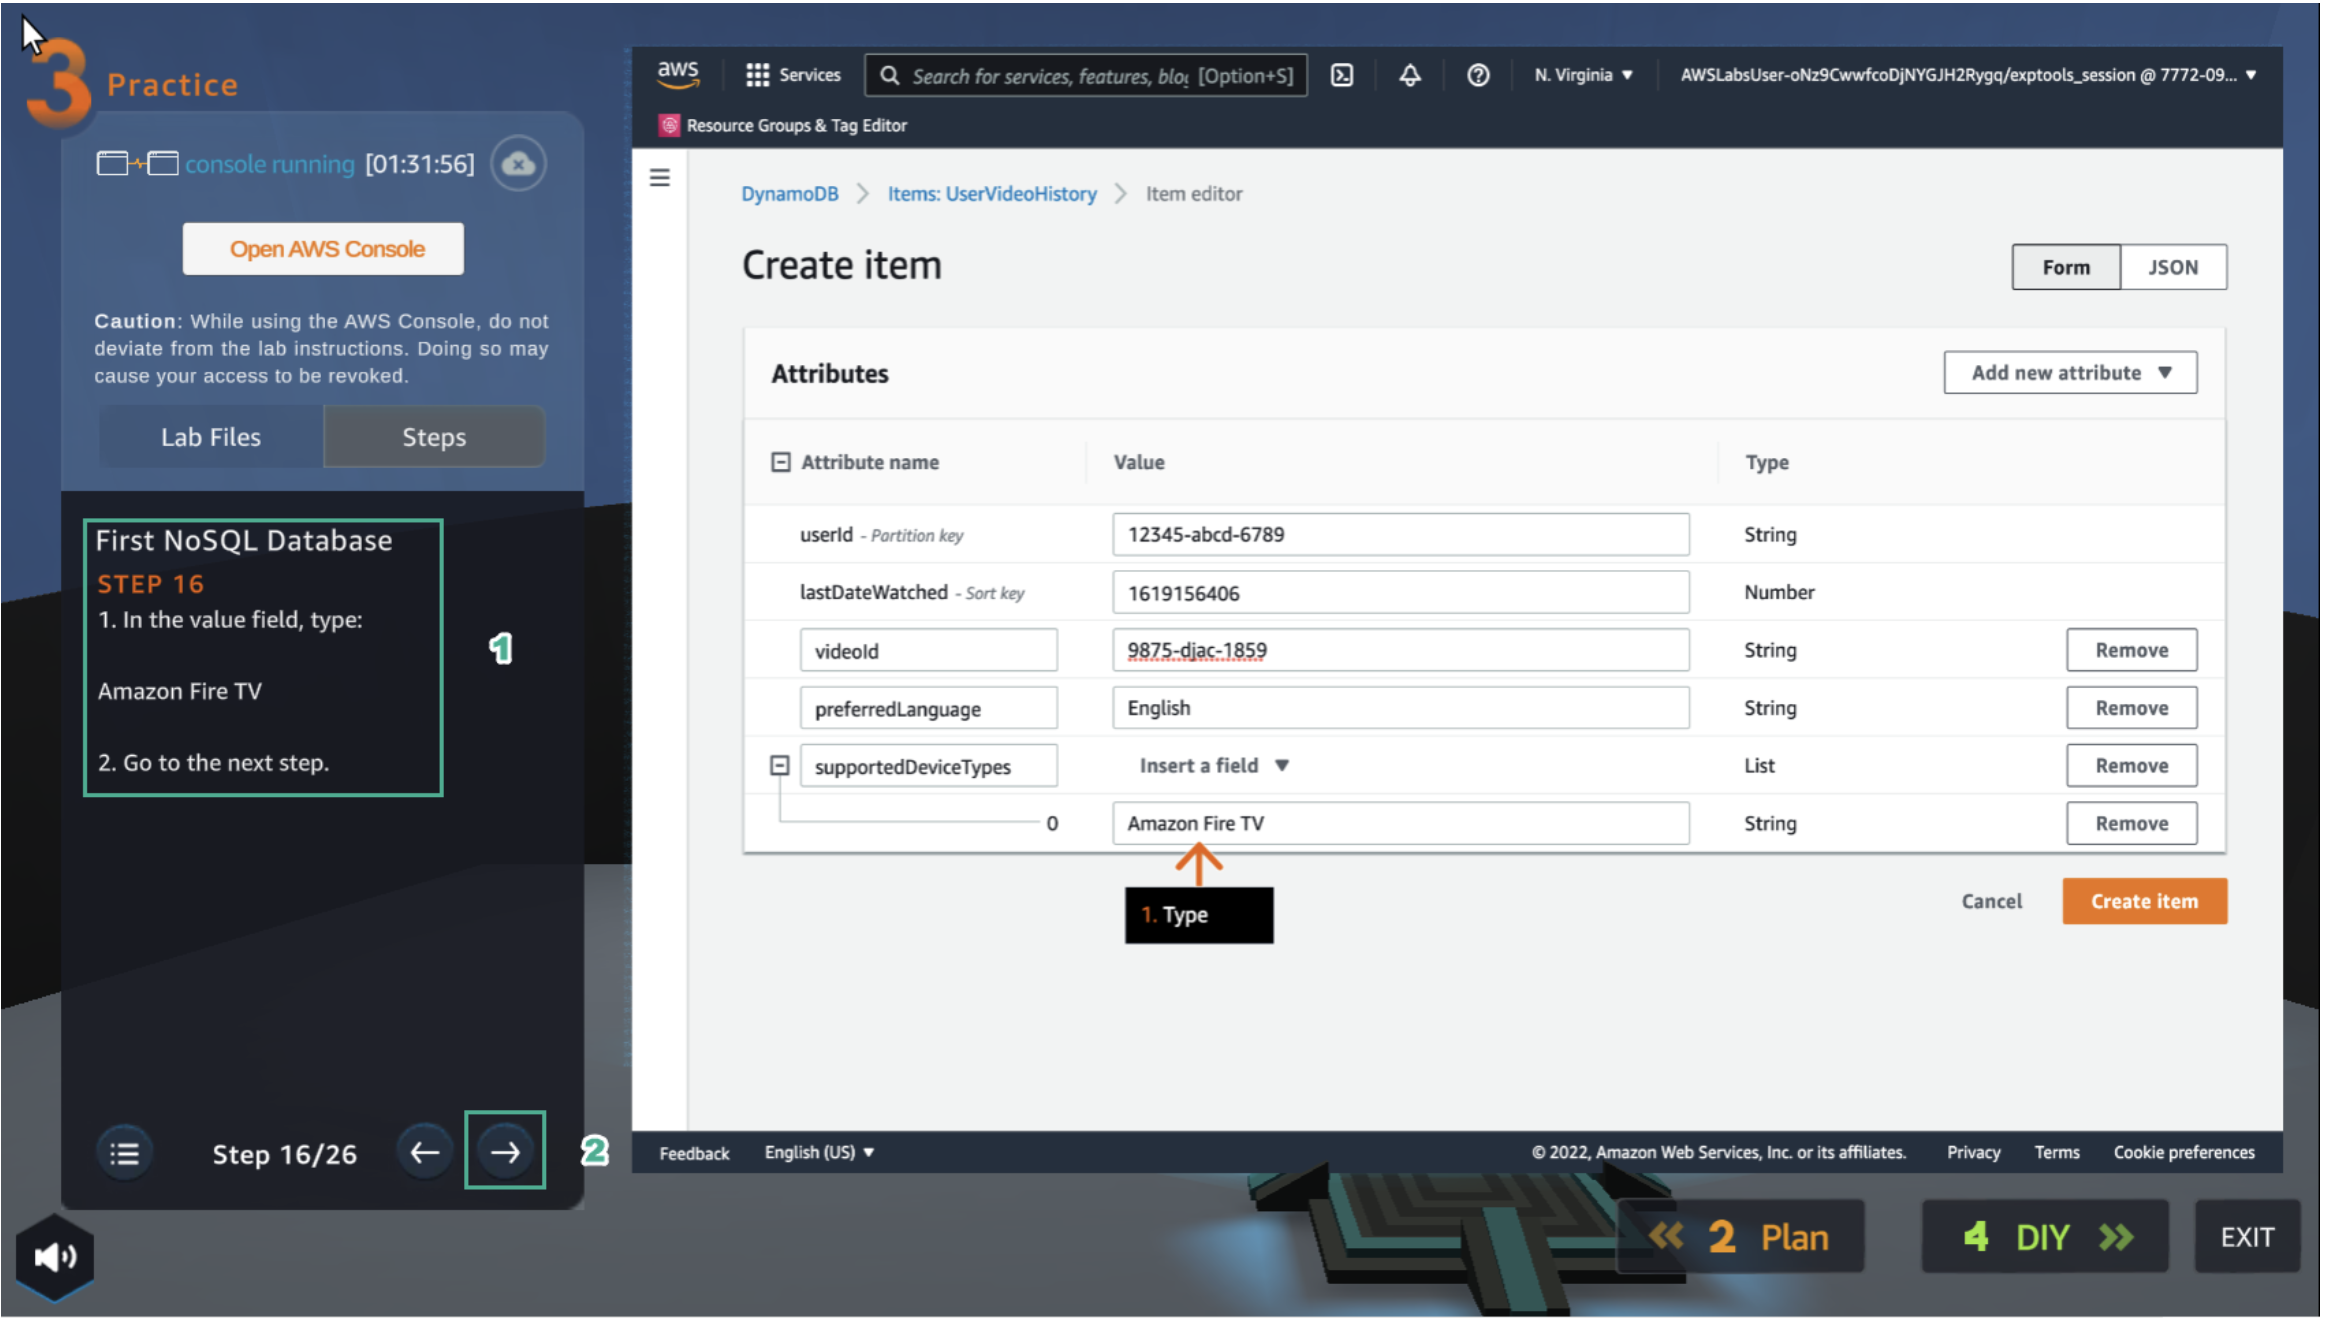 3 Practice
console running [01:31:56]
Open AWS Console
Caution: While using the AWS Console, do not
deviate from the lab instructions. Doing so may
cause your access to be revoked.
Lab Files
Steps
First NoSQL Database
STEP 16
1. In the value field, type:
Amazon Fire TV
2. Go to the next step.
1
Step 16/26
2
aws
Services
Search for services, features, blog [Option+S]
N. Virginia
AWSLabsUser-oNz9CwwfcoDjNYGJH2Rygq/exptools_session @ 7772-09...
Resource Groups & Tag Editor
DynamoDB
Items: UserVideoHistory
Item editor
Create item
Form
JSON
Attributes
Add new attribute
Attribute name
Value
Type
userId - Partition key
12345-abcd-6789
String
lastDateWatched - Sort key
1619156406
Number
videoId
9875-djac-1859
String
Remove
preferredLanguage
English
String
Remove
supportedDeviceTypes
Insert a field
List
Remove
0
Amazon Fire TV
String
Remove
1. Type
Cancel
Create item
Feedback
English (US)
© 2022, Amazon Web Services, Inc. or its affiliates.
Privacy
Terms
Cookie preferences
2 Plan
4 DIY
EXIT